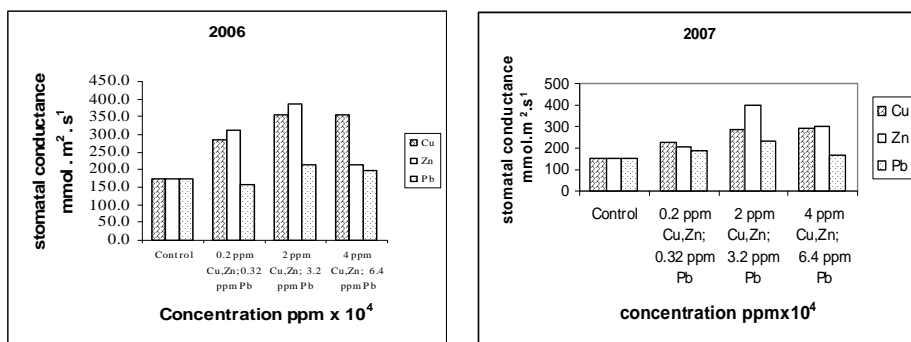 2006
stomatal conductance
mmol . m² . s¹
450.0
400.0
350.0
300.0
250.0
200.0
150.0
100.0
50.0
0.0
Control
0.2 ppm
Cu,Zn;0.32
ppm Pb
2 ppm
Cu,Zn; 3.2
ppm Pb
4 ppm
Cu,Zn; 6.4
ppm Pb
Concentration ppm x 10⁴
Cu
Zn
Pb
2007
stomatal conductance
mmol.m².s¹
500
400
300
200
100
0
Control
0.2 ppm
Cu,Zn;
0.32 ppm
Pb
2 ppm
Cu,Zn;
3.2 ppm
Pb
4 ppm
Cu,Zn;
6.4 ppm
Pb
concentration ppmx10⁴
Cu
Zn
Pb